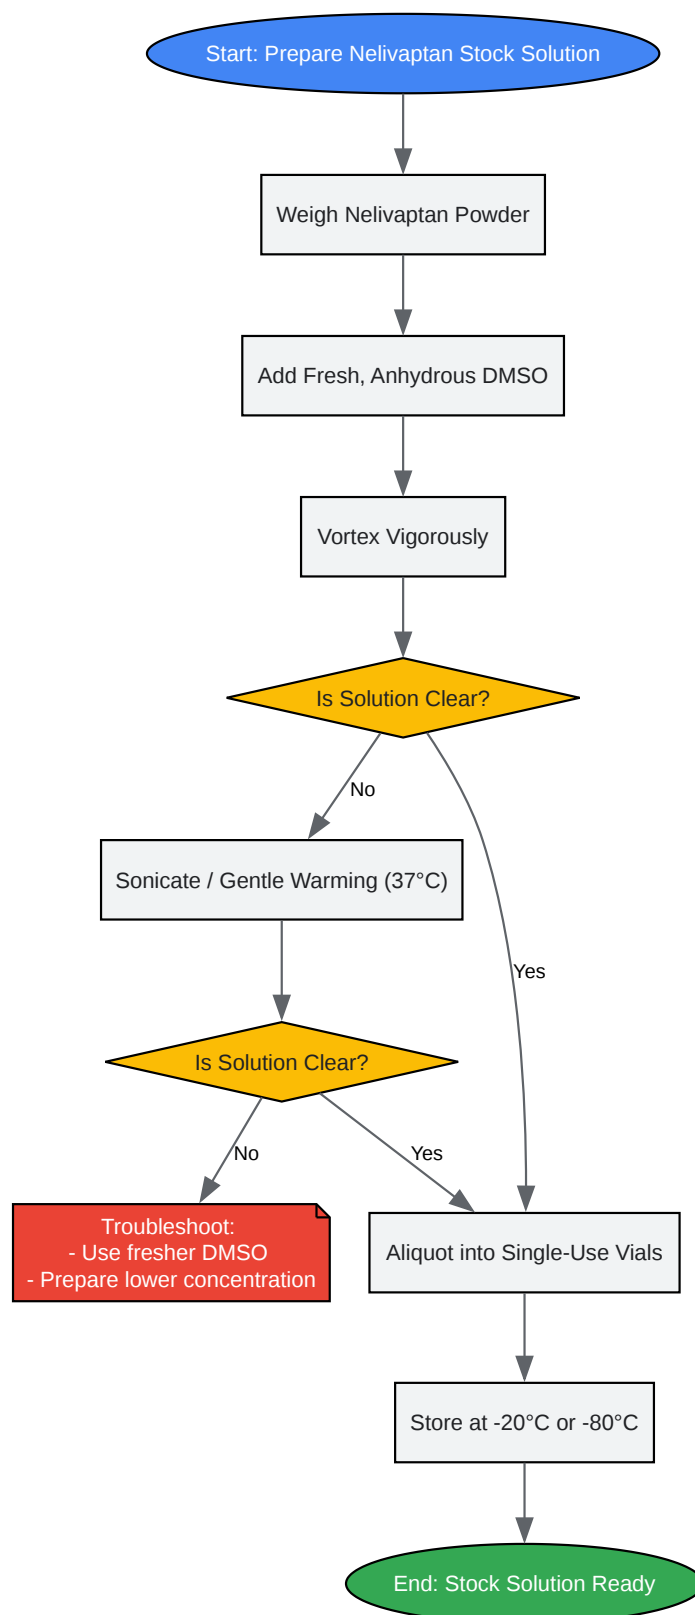 Start: Prepare Nelivaptan Stock Solution
Weigh Nelivaptan Powder
Add Fresh, Anhydrous DMSO
Vortex Vigorously
Is Solution Clear?
No
Sonicate / Gentle Warming (37°C)
Yes
Is Solution Clear?
No
Yes
Troubleshoot:
- Use fresher DMSO
- Prepare lower concentration
Aliquot into Single-Use Vials
Store at -20°C or -80°C
End: Stock Solution Ready